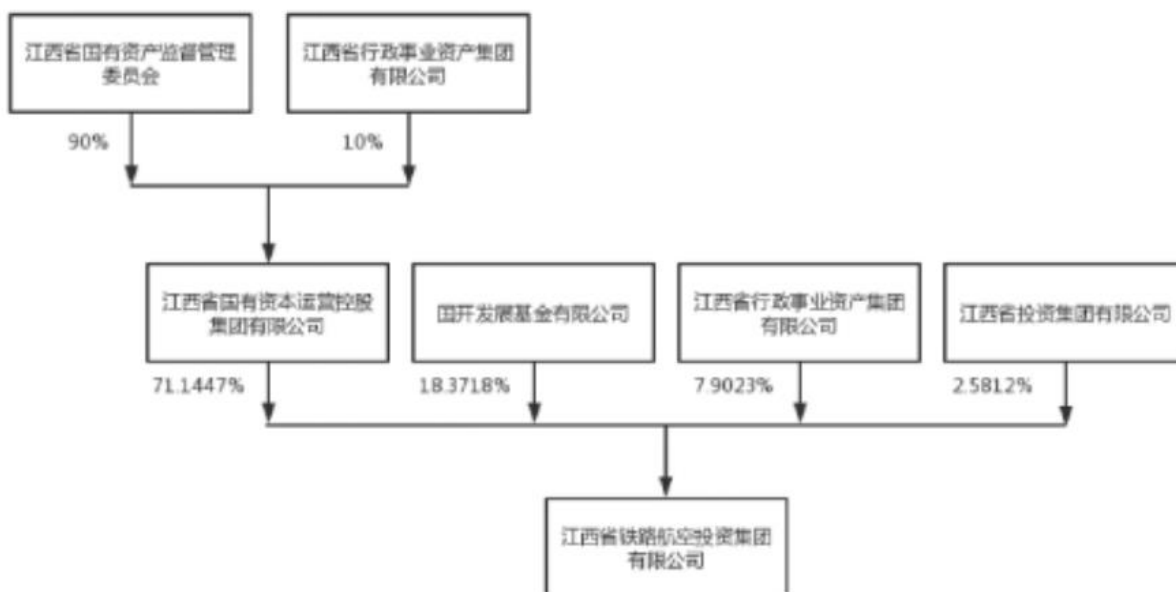 江西省国有资产监督管理
委员会
江西省行政事业资产集团
有限公司
90%
10%
江西省国有资本运营控股
集团有限公司
国开发展基金有限公司
江西省行政事业资产集团
有限公司
江西省投资集团有限公司
71.1447%
18.3718%
7.9023%
2.5812%
江西省铁路航空投资集团
有限公司